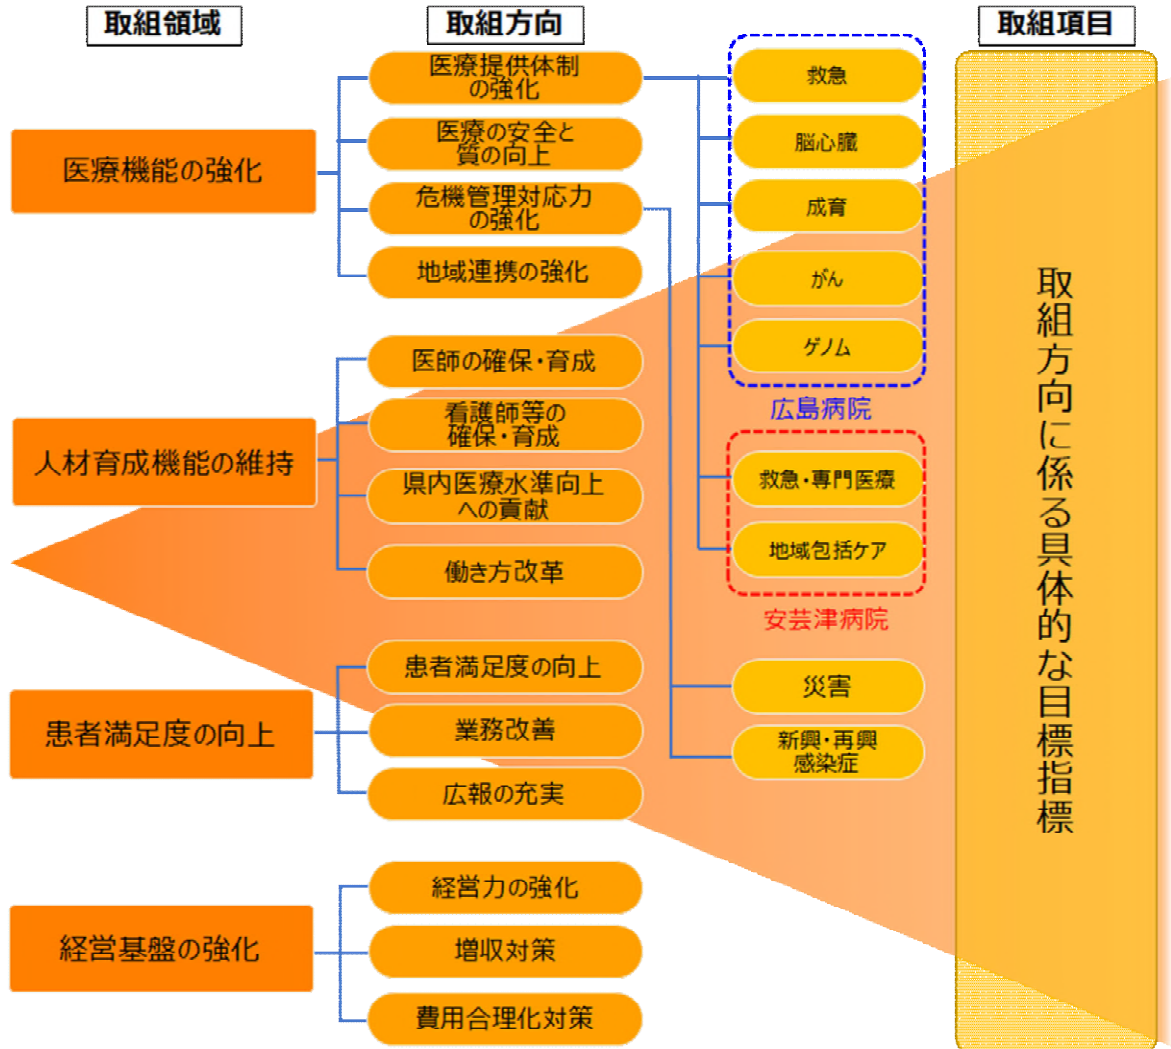 取組領域
取組方向
取組項目
医療機能の強化
医療提供体制
の強化
医療の安全と
質の向上
危機管理対応力
の強化
地域連携の強化
救急
脳心臓
成育
がん
ゲノム
広島病院
救急・専門医療
地域包括ケア
安芸津病院
災害
新興・再興
感染症
人材育成機能の維持
医師の確保・育成
看護師等の
確保・育成
県内医療水準向上
への貢献
働き方改革
患者満足度の向上
患者満足度の向上
業務改善
広報の充実
経営基盤の強化
経営力の強化
増収対策
費用合理化対策
取組方向に係る具体的な目標指標